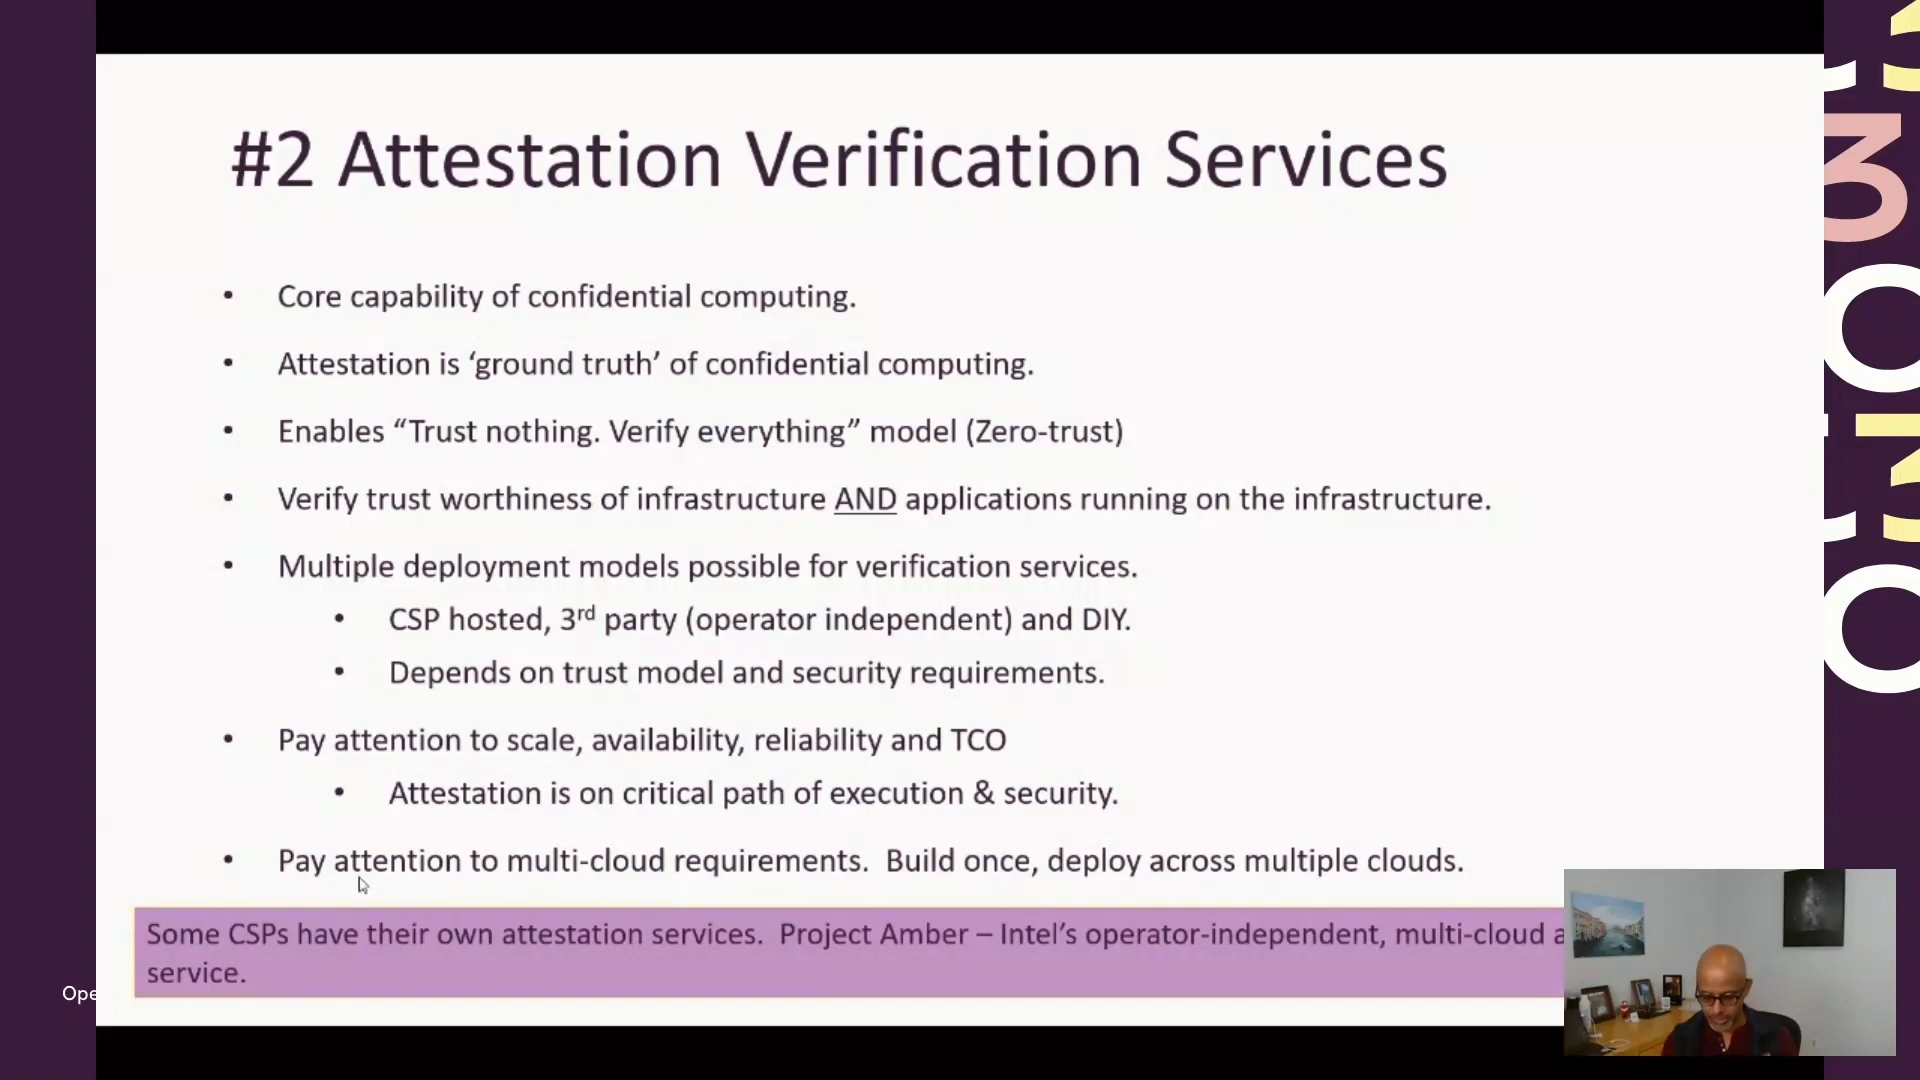 #2 Attestation Verification Services
• Core capability of confidential computing.
• Attestation is ‘ground truth’ of confidential computing.
• Enables “Trust nothing. Verify everything” model (Zero-trust)
• Verify trust worthiness of infrastructure AND applications running on the infrastructure.
• Multiple deployment models possible for verification services.
• CSP hosted, 3rd party (operator independent) and DIY.
• Depends on trust model and security requirements.
• Pay attention to scale, availability, reliability and TCO
• Attestation is on critical path of execution & security.
• Pay attention to multi-cloud requirements.  Build once, deploy across multiple clouds.
Some CSPs have their own attestation services.  Project Amber – Intel’s operator-independent, multi-cloud
service.
Ope